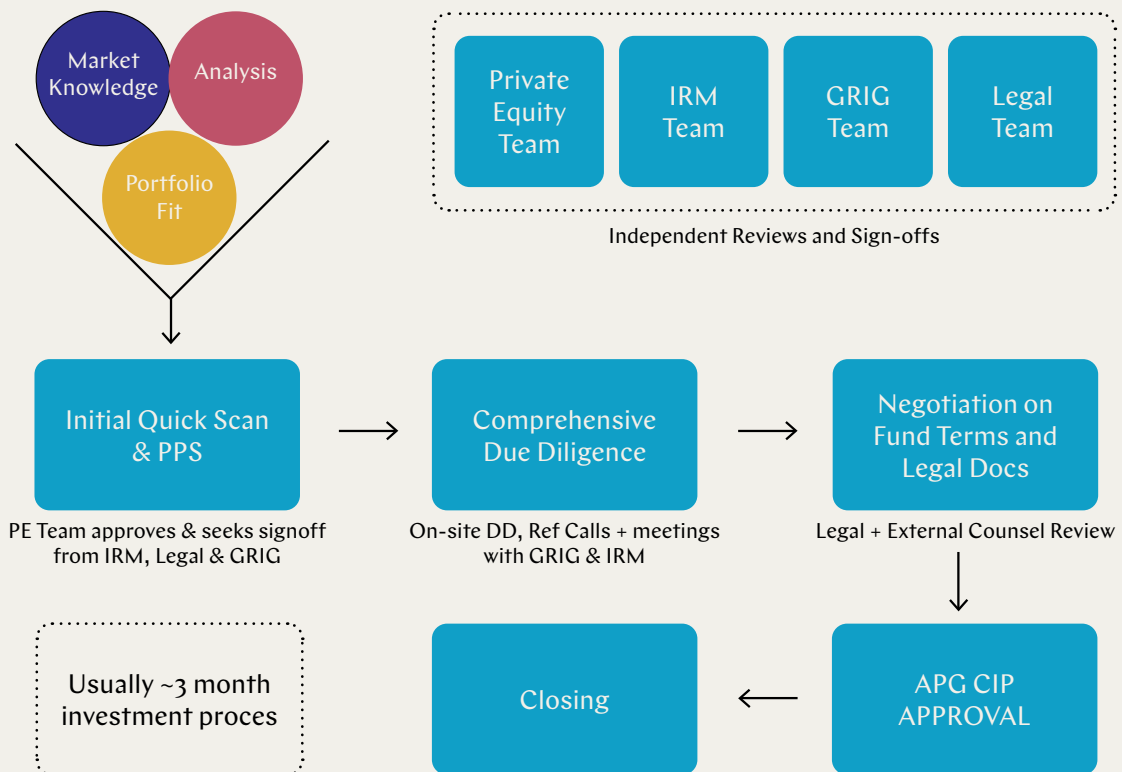 Market
Knowledge
Analysis
Portfolio
Fit
Private
Equity
Team
IRM
Team
GRIG
Team
Legal
Team
Independent Reviews and Sign-offs
Initial Quick Scan
& PPS
PE Team approves & seeks signoff
from IRM, Legal & GRIG
Comprehensive
Due Diligence
On-site DD, Ref Calls + meetings
with GRIG & IRM
Negotiation on
Fund Terms and
Legal Docs
Legal + External Counsel Review
APG CIP
APPROVAL
Closing
Usually ~3 month
investment proces